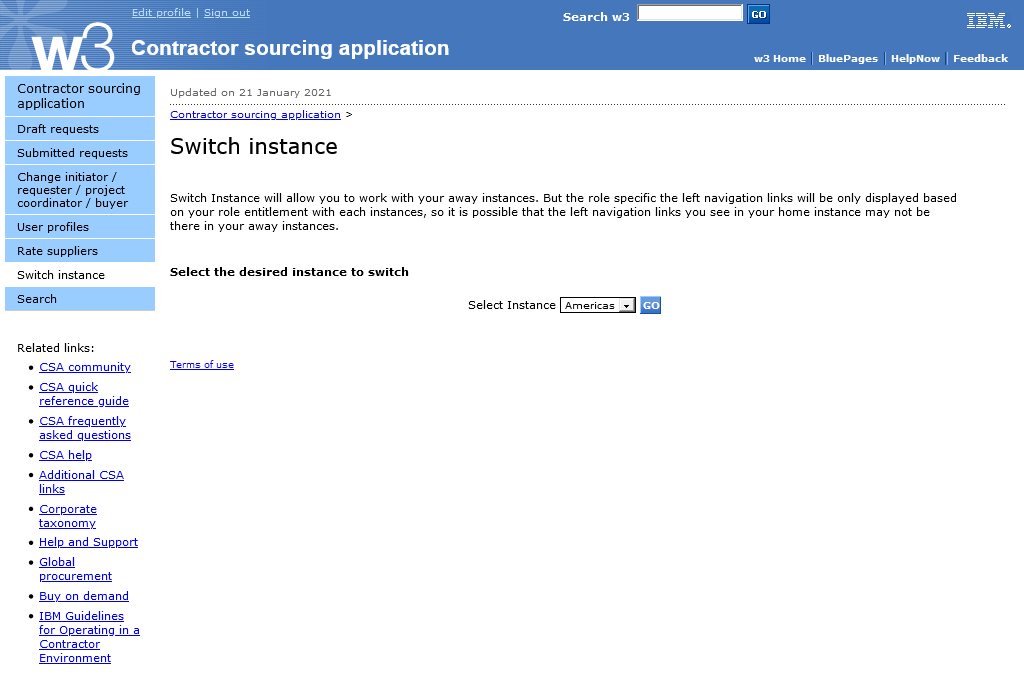 Edit profile | Sign out
Search w3 GO
IBM
w3 Contractor sourcing application
w3 Home BluePages HelpNow Feedback
Contractor sourcing
application
Draft requests
Submitted requests
Change initiator /
requester / project
coordinator / buyer
User profiles
Rate suppliers
Switch instance
Search
Related links:
CSA community
CSA quick
reference guide
CSA frequently
asked questions
CSA help
Additional CSA
links
Corporate
taxonomy
Help and Support
Global
procurement
Buy on demand
IBM Guidelines
for Operating in a
Contractor
Environment
Updated on 21 January 2021
Contractor sourcing application >
Switch instance
Switch Instance will allow you to work with your away instances. But the role specific the left navigation links will be only displayed based
on your role entitlement with each instances, so it is possible that the left navigation links you see in your home instance may not be
there in your away instances.
Select the desired instance to switch
Select Instance Americas GO
Terms of use